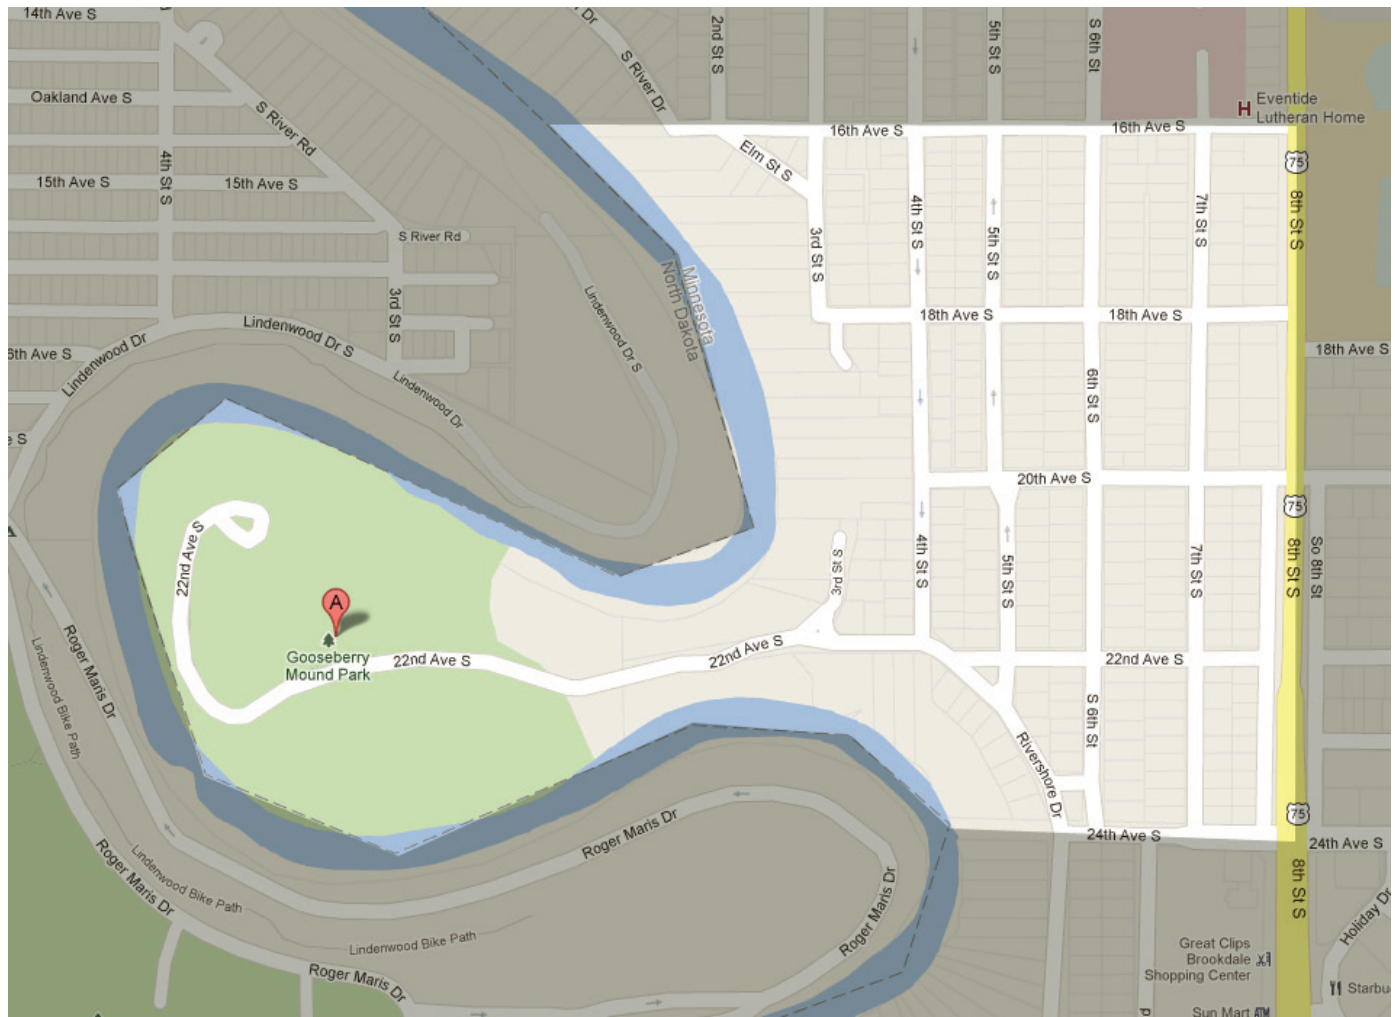 14th Ave S
Oakland Ave S
S River Rd
4th St S
15th Ave S
15th Ave S
S River Rd
3rd St S
Lindenwood Dr S
Lindenwood Dr
6th Ave S
Lindenwood Dr
e S
Dr
S River Dr
2nd St S
5th St S
S 6th St
H
Eventide
Lutheran Home
16th Ave S
16th Ave S
Elm St S
75
8th St S
3rd St S
4th St S
5th St S
7th St S
Minnesota
North Dakota
Lindenwood Dr S
18th Ave S
18th Ave S
18th Ave S
6th St S
20th Ave S
75
8th St S
So 8th St
22nd Ave S
3rd St S
4th St S
5th St S
7th St S
A
Gooseberry
Mound Park
22nd Ave S
22nd Ave S
22nd Ave S
Roger Maris Dr
Lindenwood Bike Path
S 6th St
Rivershore Dr
75
Roger Maris Dr
24th Ave S
24th Ave S
Roger Maris Dr
Lindenwood Bike Path
Roger Maris Dr
8th St S
Holiday Dr
Lindenwood Bike Path
Roger Maris Dr
Great Clips
Brookdale
Shopping Center
Starbu
Sun Mart
ATM
P